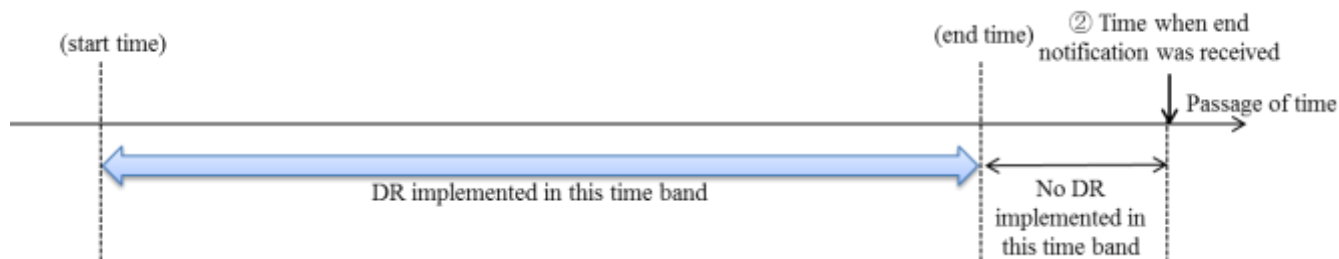 (start time)
(end time)
② Time when end
notification was received
Passage of time
DR implemented in this time band
No DR
implemented in
this time band